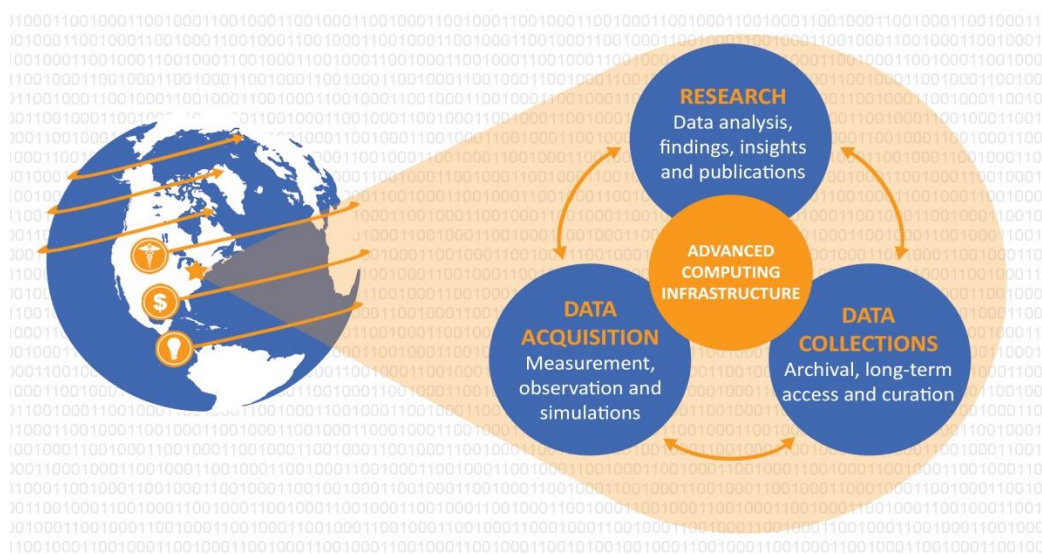 RESEARCH
Data analysis,
findings, insights
and publications
ADVANCED
COMPUTING
INFRASTRUCTURE
DATA
ACQUISITION
Measurement,
observation and
simulations
DATA
COLLECTIONS
Archival, long-term
access and curation
$